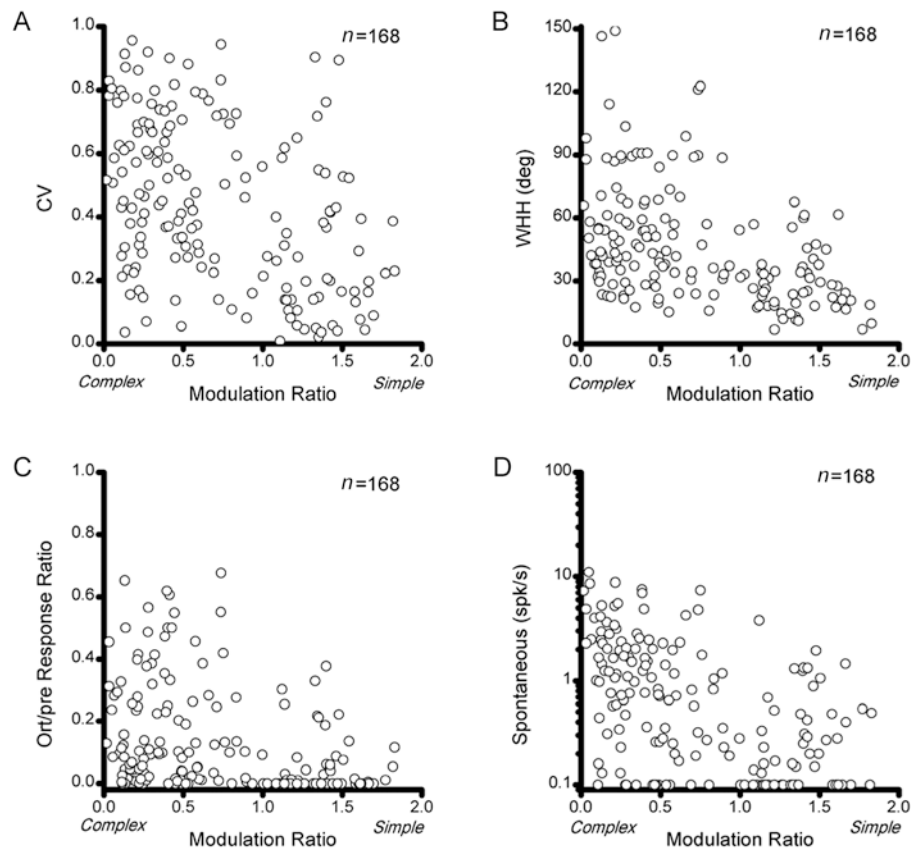 A
n=168
1.0
0.8
0.6
0.4
0.2
0.0
CV
0.0 0.5 1.0 1.5 2.0
Complex Simple
Modulation Ratio
B
n=168
150
120
90
60
30
0
WHH (deg)
0.0 0.5 1.0 1.5 2.0
Complex Simple
Modulation Ratio
C
n=168
1.0
0.8
0.6
0.4
0.2
0.0
Ort/pre Response Ratio
0.0 0.5 1.0 1.5 2.0
Complex Simple
Modulation Ratio
D
n=168
100
10
1
0.1
Spontaneous (spk/s)
0.0 0.5 1.0 1.5 2.0
Complex Simple
Modulation Ratio